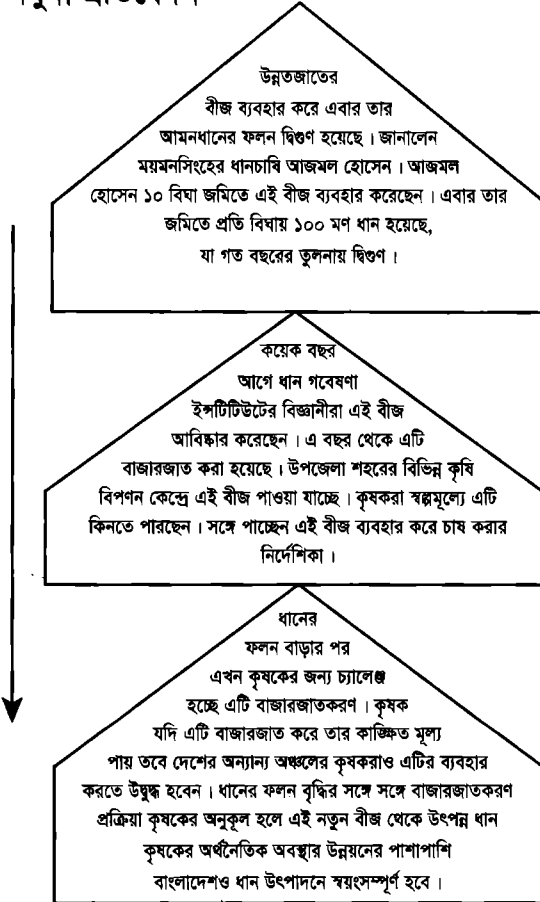 উন্নতজাতের
বীজ ব্যবহার করে এবার তার
আমনধানের ফলন দ্বিগুণ হয়েছে। জানালেন
ময়মনসিংহের ধানচাষি আজমল হোসেন। আজমল
হোসেন ১০ বিঘা জমিতে এই বীজ ব্যবহার করেছেন। এবার তার
জমিতে প্রতি বিঘায় ১০০ মণ ধান হয়েছে,
যা গত বছরের তুলনায় দ্বিগুণ।
কয়েক বছর
আগে ধান গবেষণা
ইন্সটিটিউটের বিজ্ঞানীরা এই বীজ
আবিষ্কার করেছেন। এ বছর থেকে এটি
বাজারজাত করা হয়েছে। উপজেলা শহরের বিভিন্ন কৃষি
বিপণন কেন্দ্রে এই বীজ পাওয়া যাচ্ছে। কৃষকরা স্বল্পমূল্যে এটি
কিনতে পারছেন। সঙ্গে পাচ্ছেন এই বীজ ব্যবহার করে চাষ করার
নির্দেশিকা।
ধানের
ফলন বাড়ার পর
এখন কৃষকের জন্য চ্যালেঞ্জ
হচ্ছে এটি বাজারজাতকরণ। কৃষক
যদি এটি বাজারজাত করে তার কাঙ্ক্ষিত মূল্য
পায় তবে দেশের অন্যান্য অঞ্চলের কৃষকরাও এটির ব্যবহার
করতে উদ্বুদ্ধ হবেন। ধানের ফলন বৃদ্ধির সঙ্গে সঙ্গে বাজারজাতকরণ
প্রক্রিয়া কৃষকের অনুকূল হলে এই নতুন বীজ থেকে উৎপন্ন ধান
কৃষকের অর্থনৈতিক অবস্থার উন্নয়নের পাশাপাশি
বাংলাদেশও ধান উৎপাদনে স্বয়ংসম্পূর্ণ হবে।